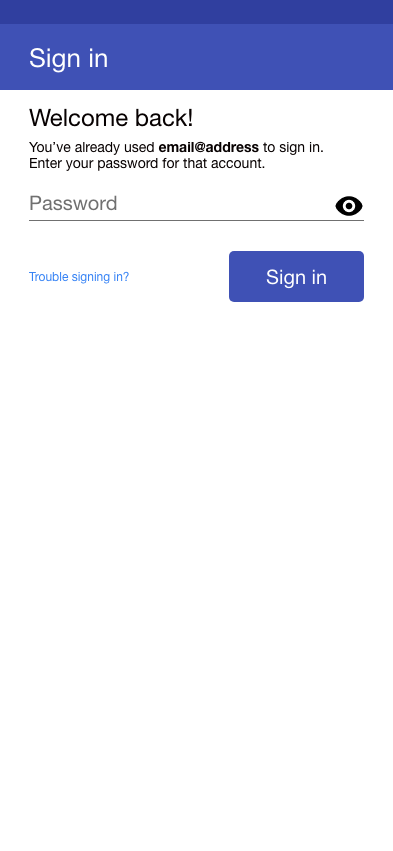 Sign in
Welcome back!
You’ve already used email@address to sign in.
Enter your password for that account.
Password
Trouble signing in?
Sign in